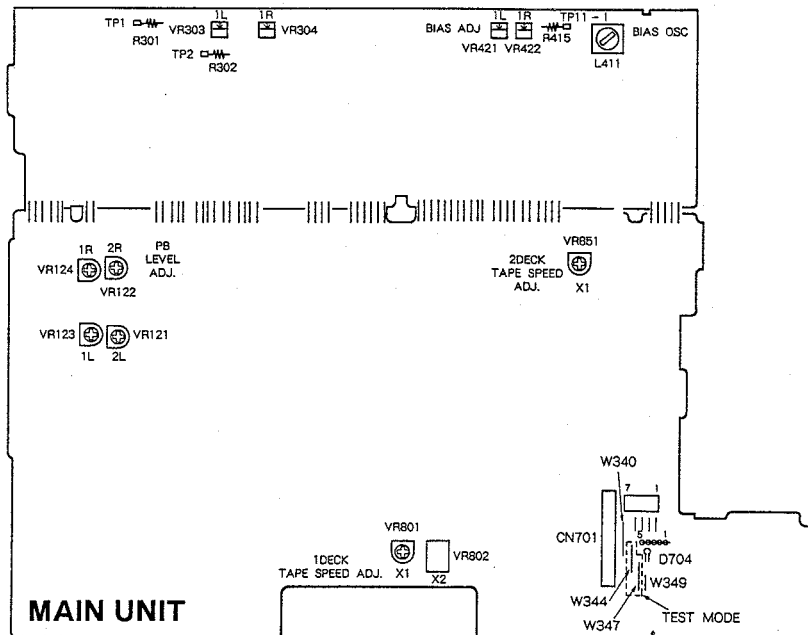 TP1
R301
TP2
R302
VR303
1L
1R
VR304
BIAS ADJ
1L
1R
VR421
VR422
R415
TP11 - 1
L411
BIAS OSC
1R
2R
PB
LEVEL
ADJ.
VR124
VR122
VR123
VR121
1L
2L
VR651
2DECK
TAPE SPEED
ADJ.
X1
W340
7
1
CN701
5
1
D704
W349
W344
W347
TEST MODE
VR801
VR802
1DECK
TAPE SPEED ADJ.
X1
X2
MAIN UNIT